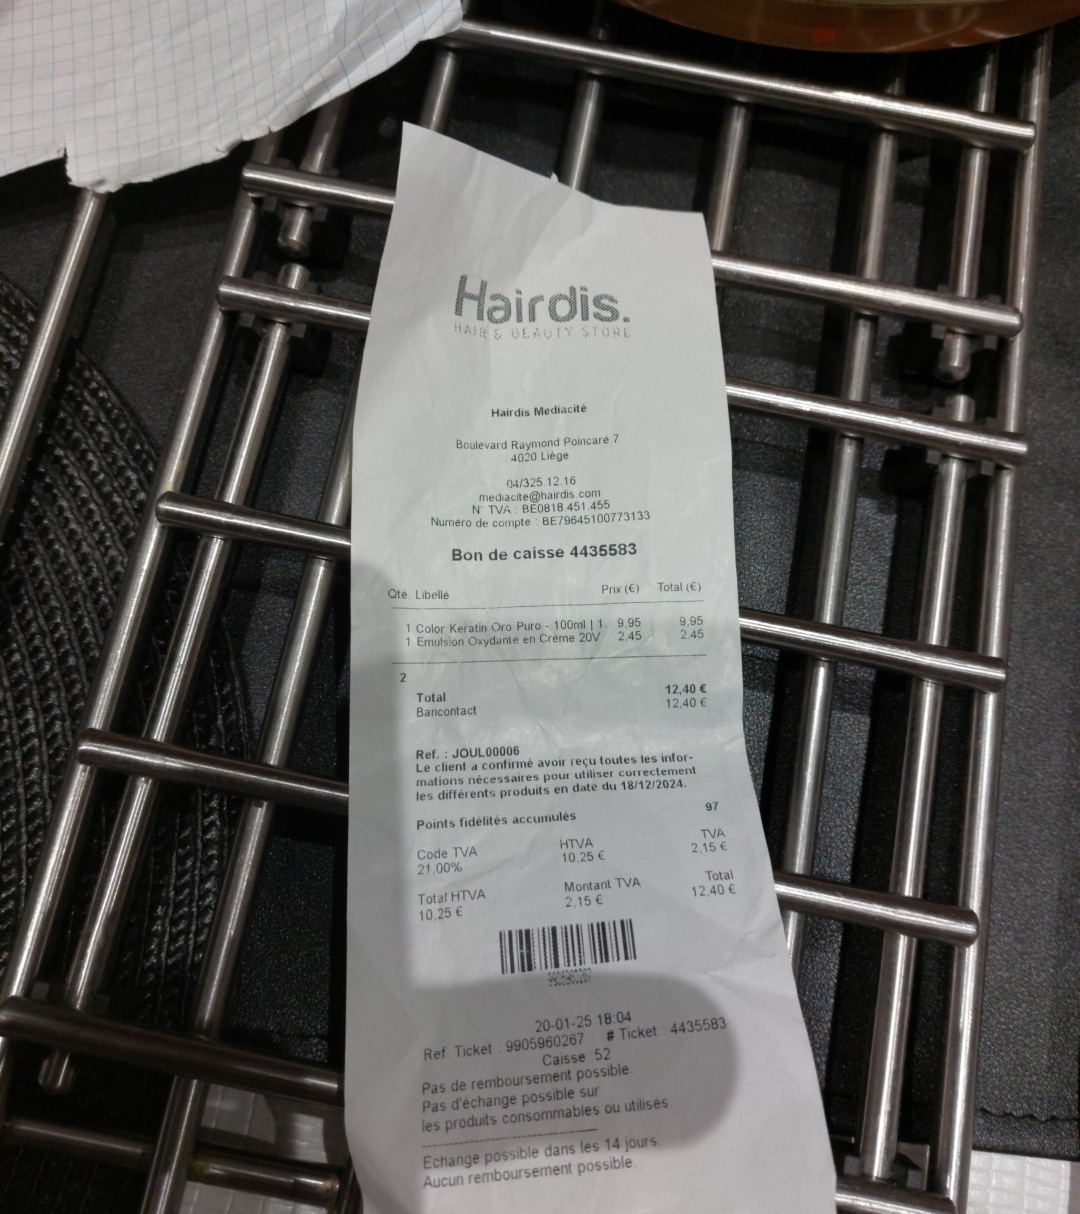 Hairdis.
HAIR & BEAUTY STORE
Hairdis Mediacité
Boulevard Raymond Poincaré 7
4020 Liège
04/325.12.16
mediacite@hairdis.com
N° TVA : BE0818.451.455
Numéro de compte : BE79645100773133
Bon de caisse 4435583
Qté. Libellé Prix (€) Total (€)
1 Color Keratin Oro Puro - 100ml | 1. 9,95 9,95
1 Emulsion Oxydante en Crème 20V 2,45 2,45
2
Total 12,40 €
Bancontact 12,40 €
Ref. : JOUL00006
Le client a confirmé avoir reçu toutes les infor-
mations nécessaires pour utiliser correctement
les différents produits en date du 18/12/2024.
Points fidélités accumulés 97
Code TVA HTVA TVA
21,00% 10,25 € 2,15 €
Total HTVA Montant TVA Total
10,25 € 2,15 € 12,40 €
20-01-25 18:04
Ref. Ticket : 9905960267 # Ticket : 4435583
Caisse :52
Pas de remboursement possible.
Pas d'échange possible sur
les produits consommables ou utilisés.
Echange possible dans les 14 jours.
Aucun remboursement possible.